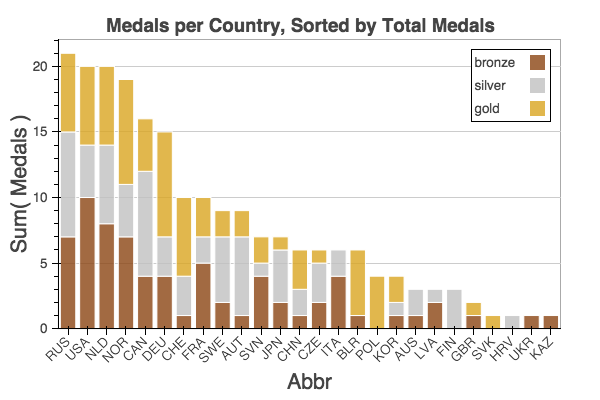 Medals per Country, Sorted by Total Medals
bronze
silver
gold
20
15
10
5
0
Sum( Medals )
RUS USA NLD NOR CAN DEU CHE FRA SWE AUT SVN JPN CHN CZE ITA BLR POL KOR AUS LVA FIN GBR SVK HRV UKR KAZ
Abbr